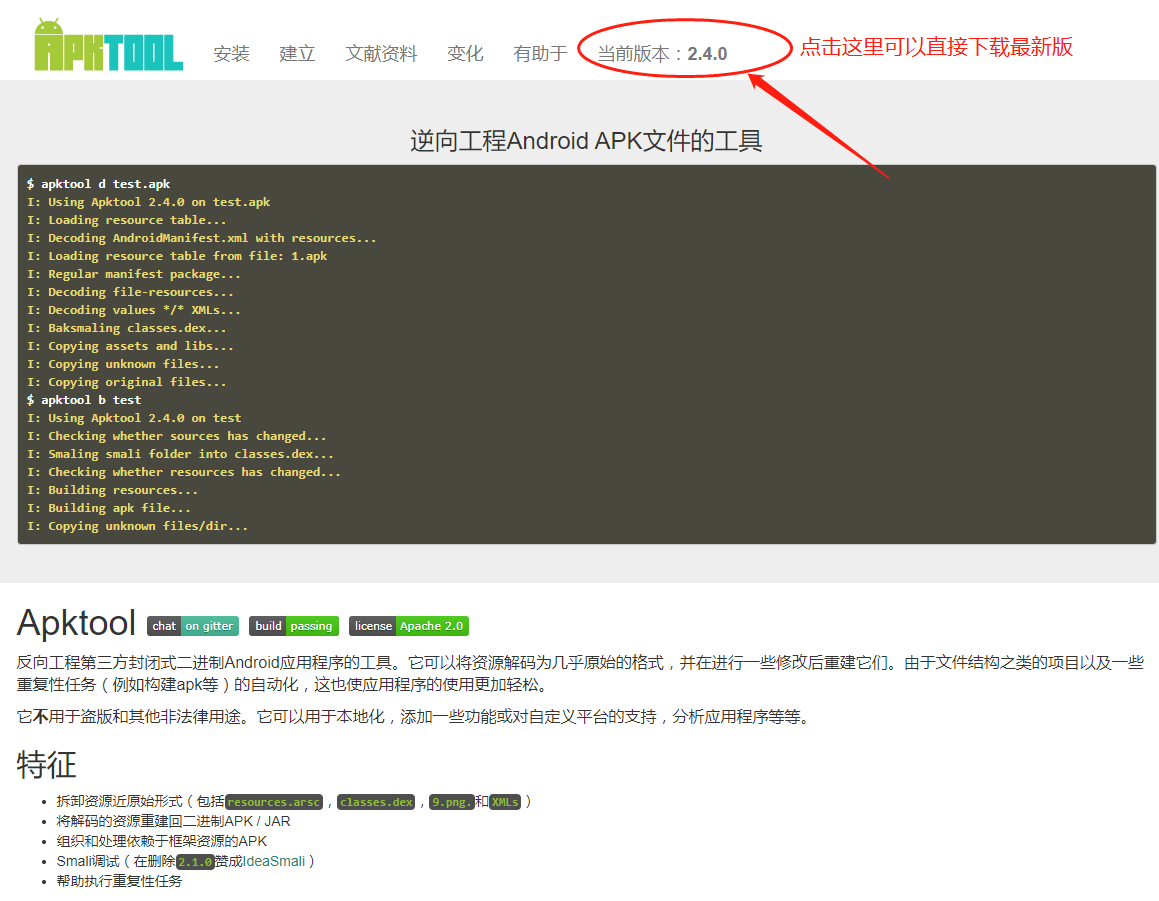 APKTOOL
安装 建立 文献资料 变化 有助于 当前版本：2.4.0 点击这里可以直接下载最新版
逆向工程Android APK文件的工具
$ apktool d test.apk
I: Using Apktool 2.4.0 on test.apk
I: Loading resource table...
I: Decoding AndroidManifest.xml with resources...
I: Loading resource table from file: 1.apk
I: Regular manifest package...
I: Decoding file-resources...
I: Decoding values */* XMLs...
I: Baksmaling classes.dex...
I: Copying assets and libs...
I: Copying unknown files...
I: Copying original files...
$ apktool b test
I: Using Apktool 2.4.0 on test
I: Checking whether sources has changed...
I: Smaling smali folder into classes.dex...
I: Checking whether resources has changed...
I: Building resources...
I: Building apk file...
I: Copying unknown files/dir...
Apktool chat on gitter build passing license Apache 2.0
反向工程第三方封闭式二进制Android应用程序的工具。它可以将资源解码为几乎原始的格式，并在进行一些修改后重建它们。由于文件结构之类的项目以及一些
重复性任务（例如构建apk等）的自动化，这也使应用程序的使用更加轻松。
它不用于盗版和其他非法律用途。它可以用于本地化，添加一些功能或对自定义平台的支持，分析应用程序等等。
特征
• 拆卸资源近原始形式（包括resources.arsc，classes.dex，9.png.和XMLs）
• 将解码的资源重建回二进制APK / JAR
• 组织和处理依赖于框架资源的APK
• Smali调试（在删除2.1.0赞成IdeaSmali）
• 帮助执行重复性任务